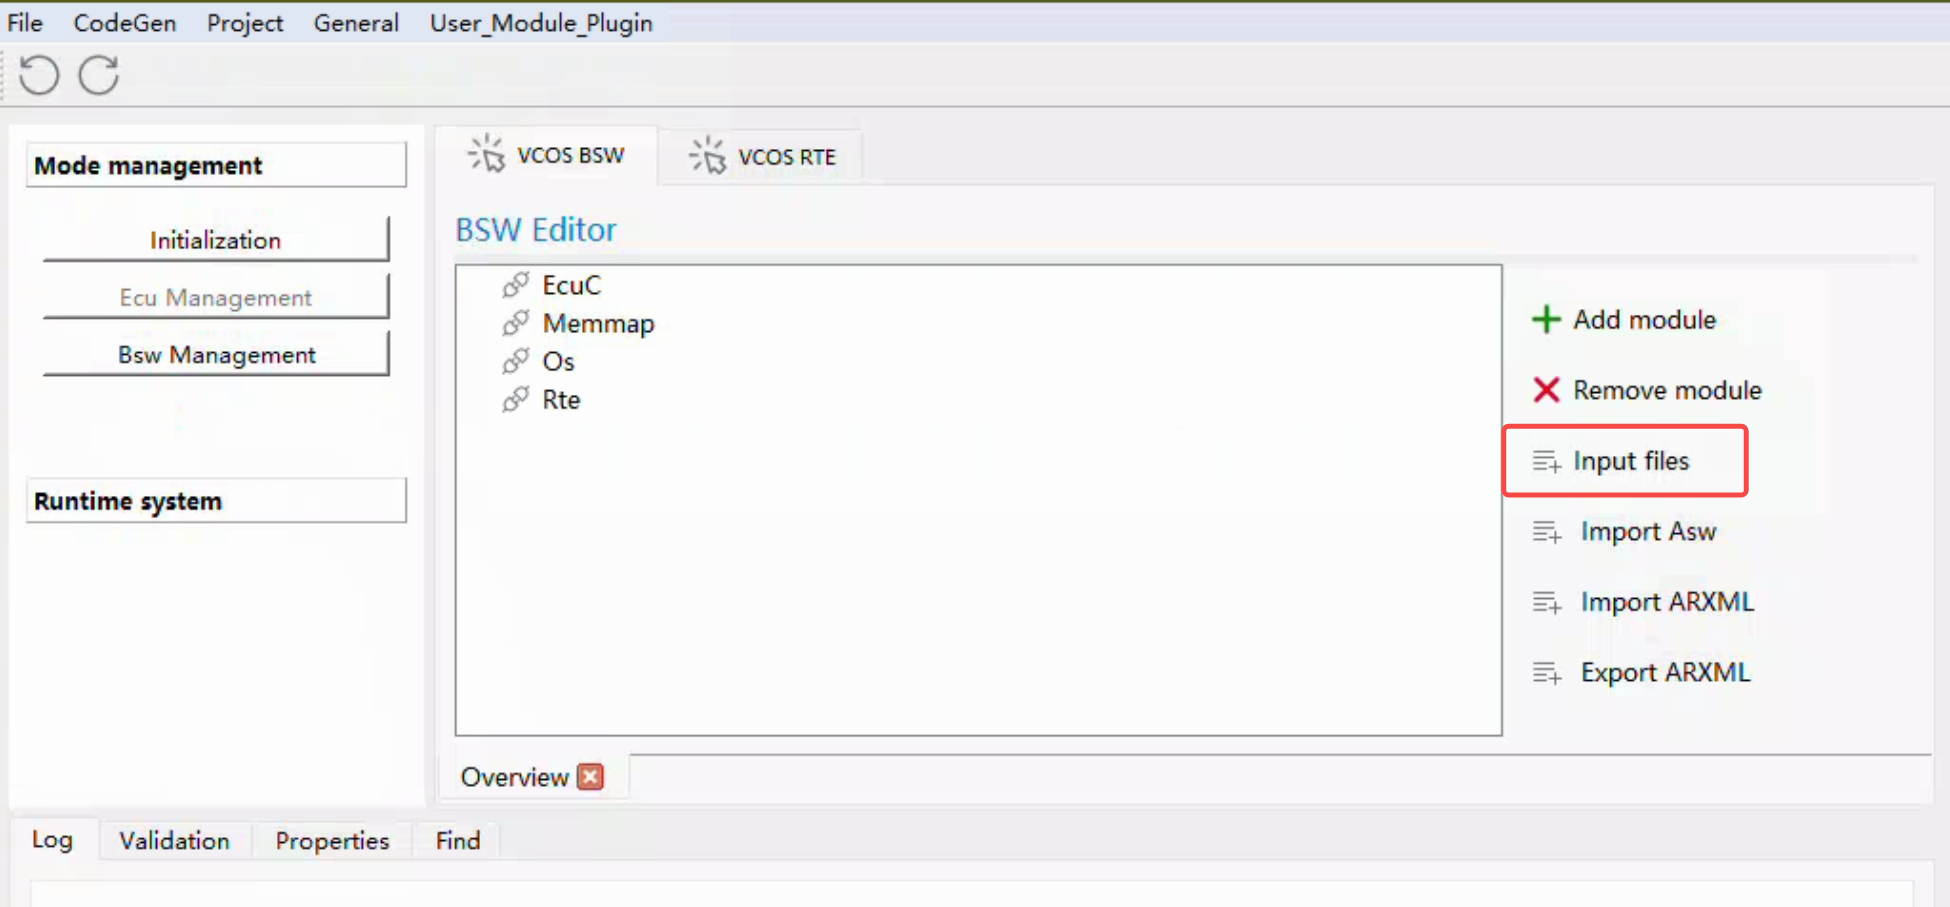 File CodeGen Project General User_Module_Plugin
Mode management
Initialization
Ecu Management
Bsw Management
Runtime system
VCOS BSW VCOS RTE
BSW Editor
EcuC
Memmap
Os
Rte
Add module
Remove module
Input files
Import Asw
Import ARXML
Export ARXML
Overview
Log Validation Properties Find